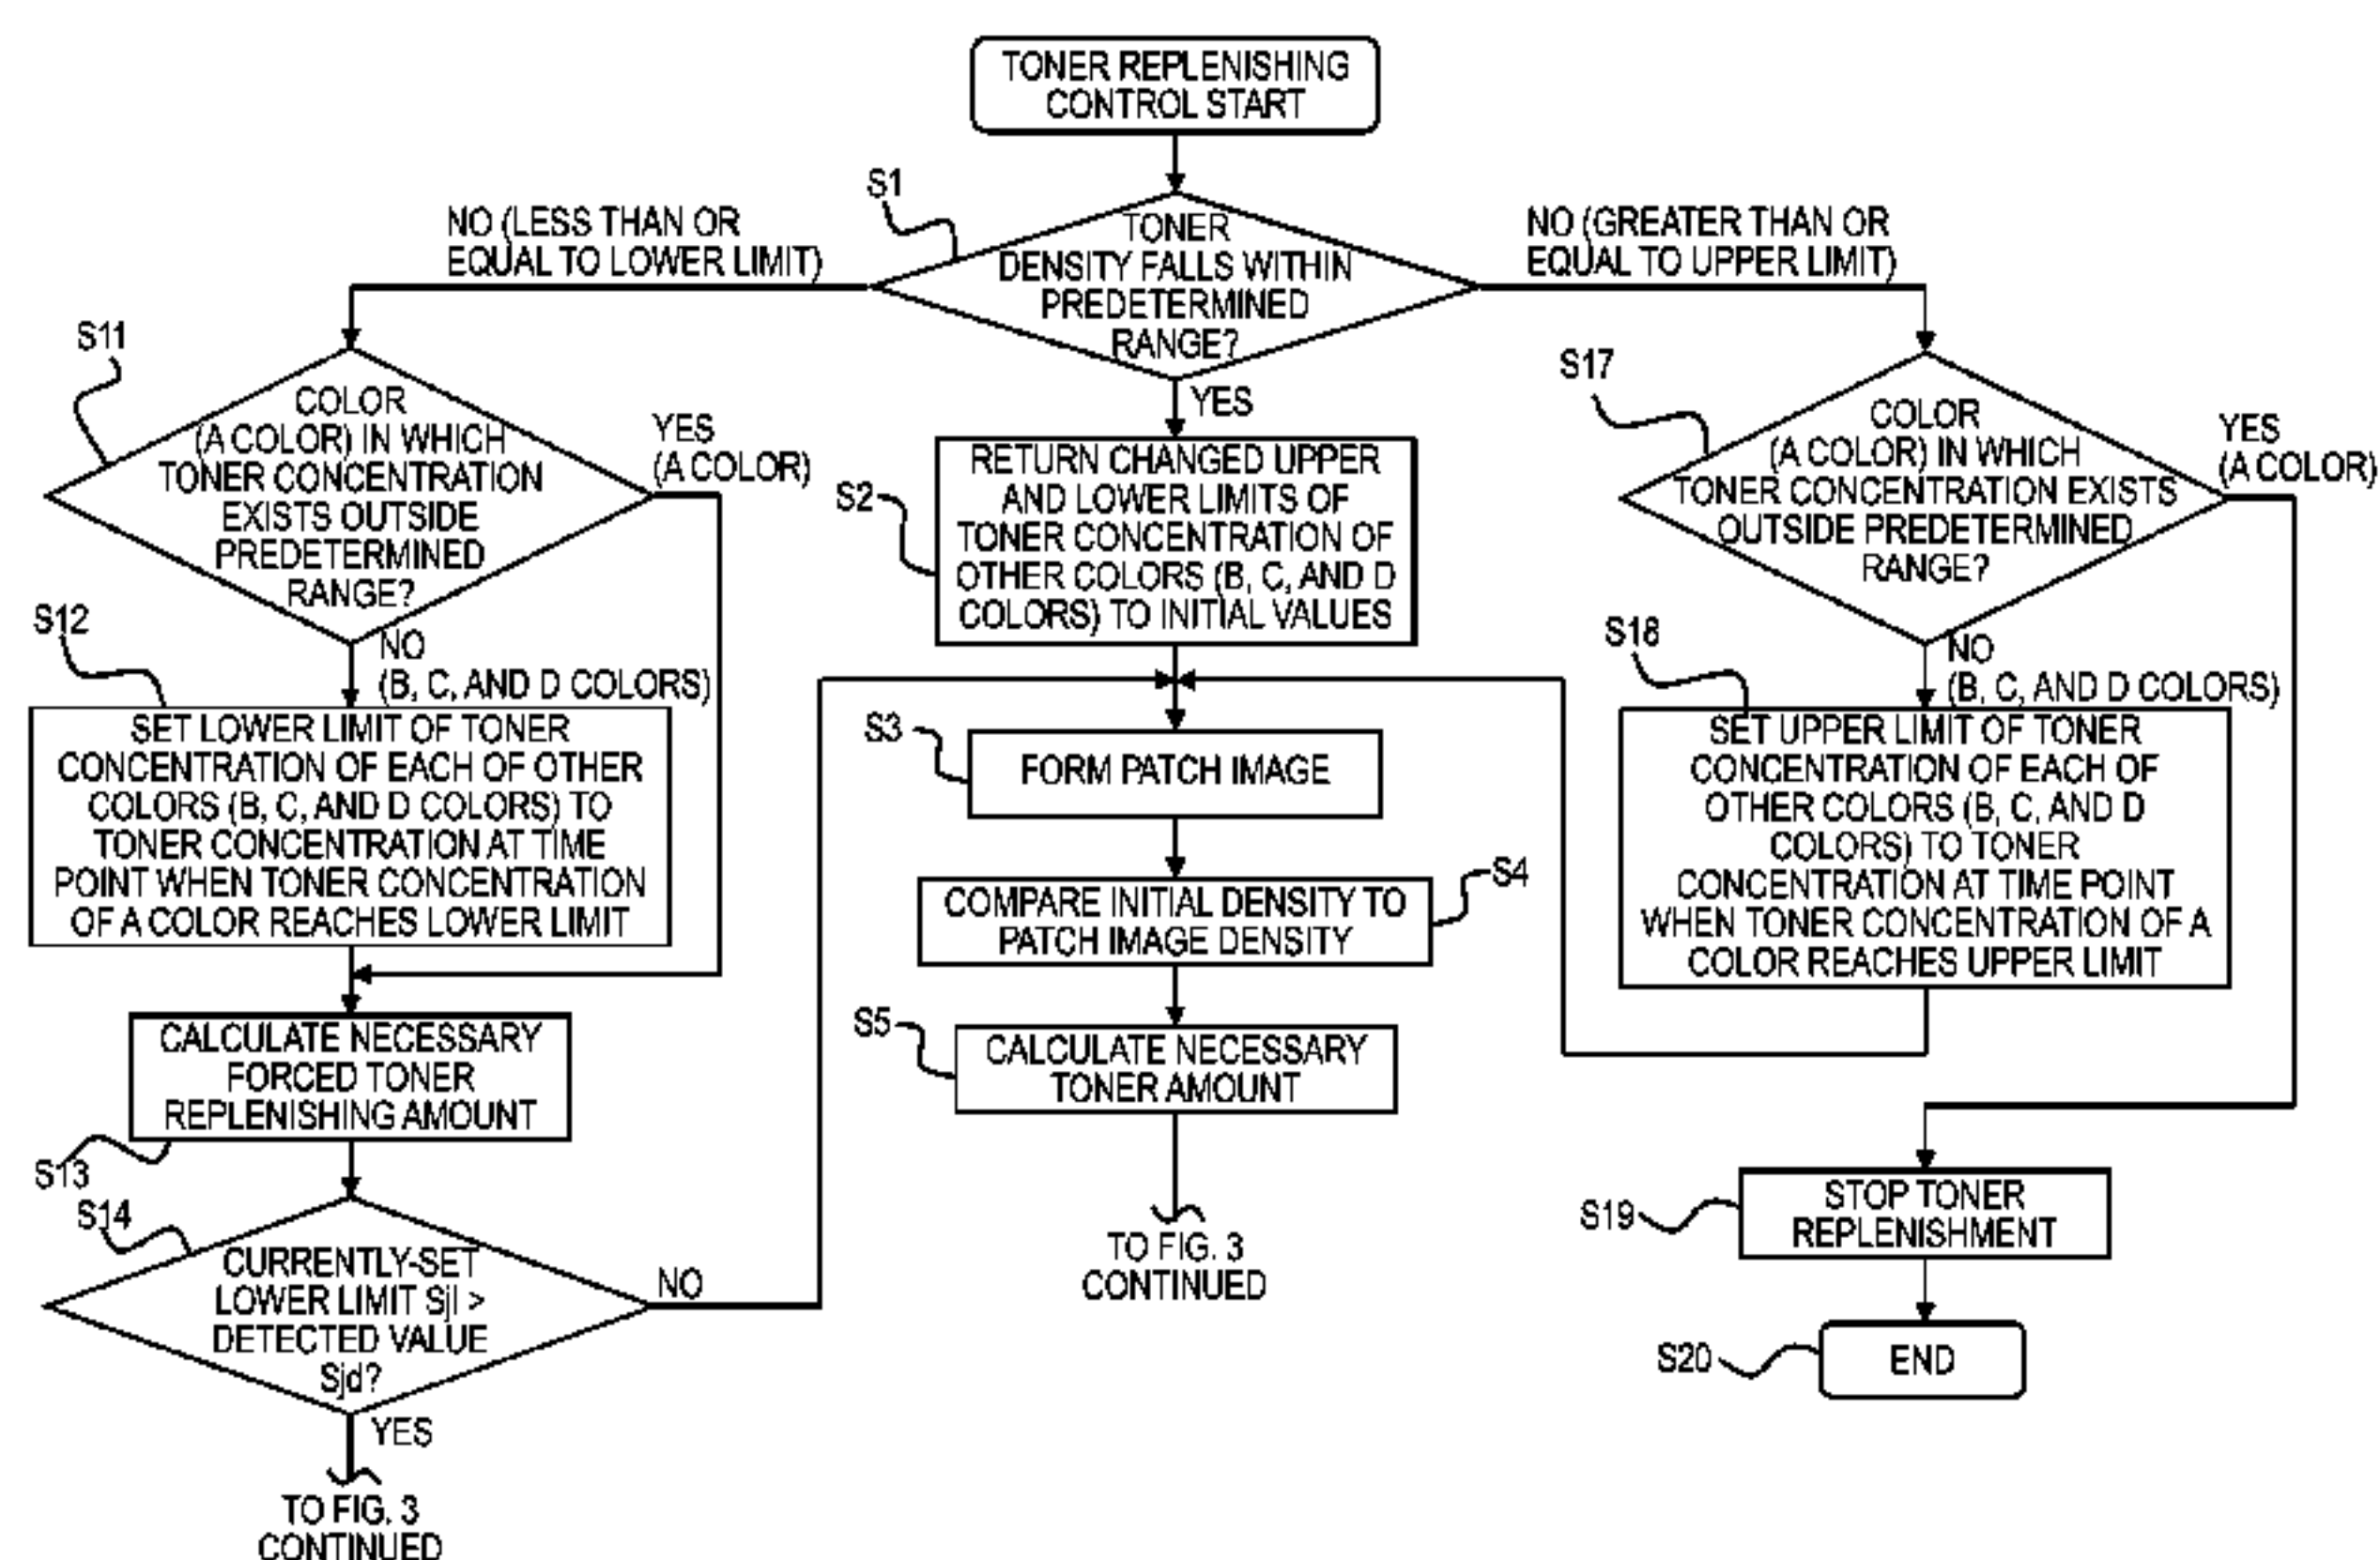 TONER REPLENISHING
CONTROL START
S1
TONER
DENSITY FALLS WITHIN
PREDETERMINED
RANGE?
NO (LESS THAN OR
EQUAL TO LOWER LIMIT)
NO (GREATER THAN OR
EQUAL TO UPPER LIMIT)
YES
S11
COLOR
(A COLOR) IN WHICH
TONER CONCENTRATION
EXISTS OUTSIDE
PREDETERMINED
RANGE?
YES
(A COLOR)
NO
(B, C, AND D COLORS)
S12
SET LOWER LIMIT OF TONER
CONCENTRATION OF EACH OF OTHER
COLORS (B, C, AND D COLORS) TO
TONER CONCENTRATION AT TIME
POINT WHEN TONER CONCENTRATION
OF A COLOR REACHES LOWER LIMIT
CALCULATE NECESSARY
FORCED TONER
REPLENISHING AMOUNT
S13
S14
CURRENTLY-SET
LOWER LIMIT Sjl >
DETECTED VALUE
Sjd?
NO
YES
TO FIG. 3
CONTINUED
S2
RETURN CHANGED UPPER
AND LOWER LIMITS OF
TONER CONCENTRATION OF
OTHER COLORS (B, C, AND D
COLORS) TO INITIAL VALUES
S3
FORM PATCH IMAGE
S4
COMPARE INITIAL DENSITY TO
PATCH IMAGE DENSITY
S5
CALCULATE NECESSARY
TONER AMOUNT
TO FIG. 3
CONTINUED
S17
COLOR
(A COLOR) IN WHICH
TONER CONCENTRATION EXISTS
OUTSIDE PREDETERMINED
RANGE?
YES
(A COLOR)
NO
(B, C, AND D COLORS)
S18
SET UPPER LIMIT OF TONER
CONCENTRATION OF EACH OF
OTHER COLORS (B, C, AND D
COLORS) TO TONER
CONCENTRATION AT TIME POINT
WHEN TONER CONCENTRATION OF A
COLOR REACHES UPPER LIMIT
S19
STOP TONER
REPLENISHMENT
S20
END